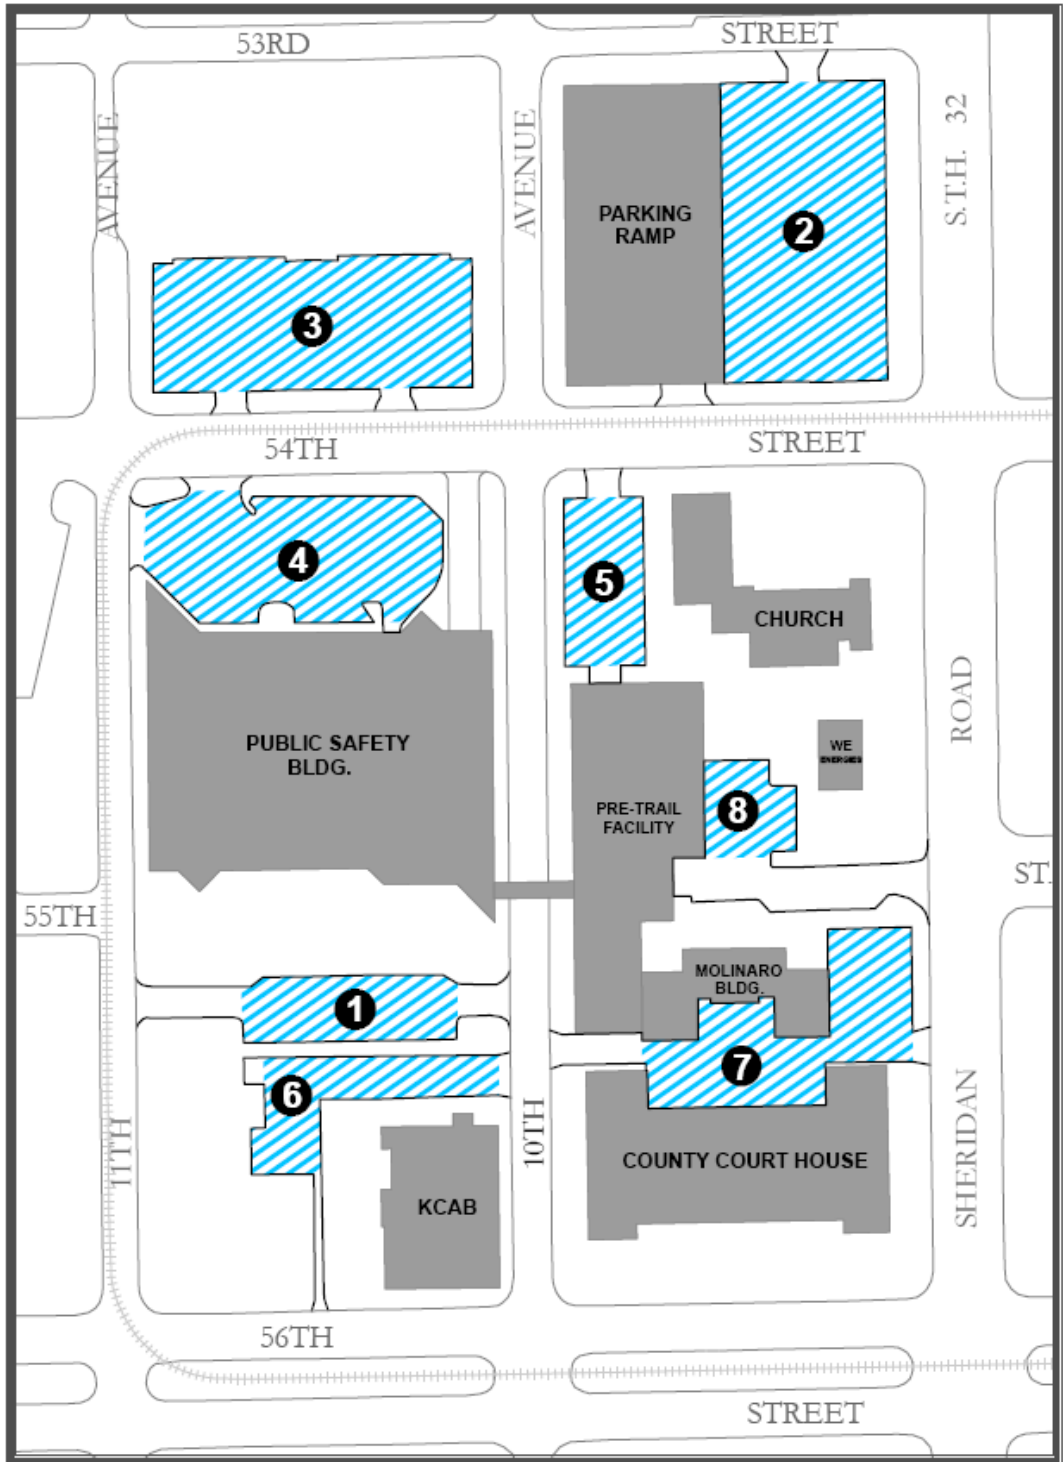 53RD
STREET
AVENUE
AVENUE
S.T.H. 32
PARKING
RAMP
2
3
54TH
STREET
4
5
CHURCH
PUBLIC SAFETY
BLDG.
ROAD
WE
ENERGIES
PRE-TRAIL
FACILITY
8
55TH
ST.
MOLINARO
BLDG.
1
7
6
11TH
10TH
SHERIDAN
COUNTY COURT HOUSE
KCAB
56TH
STREET